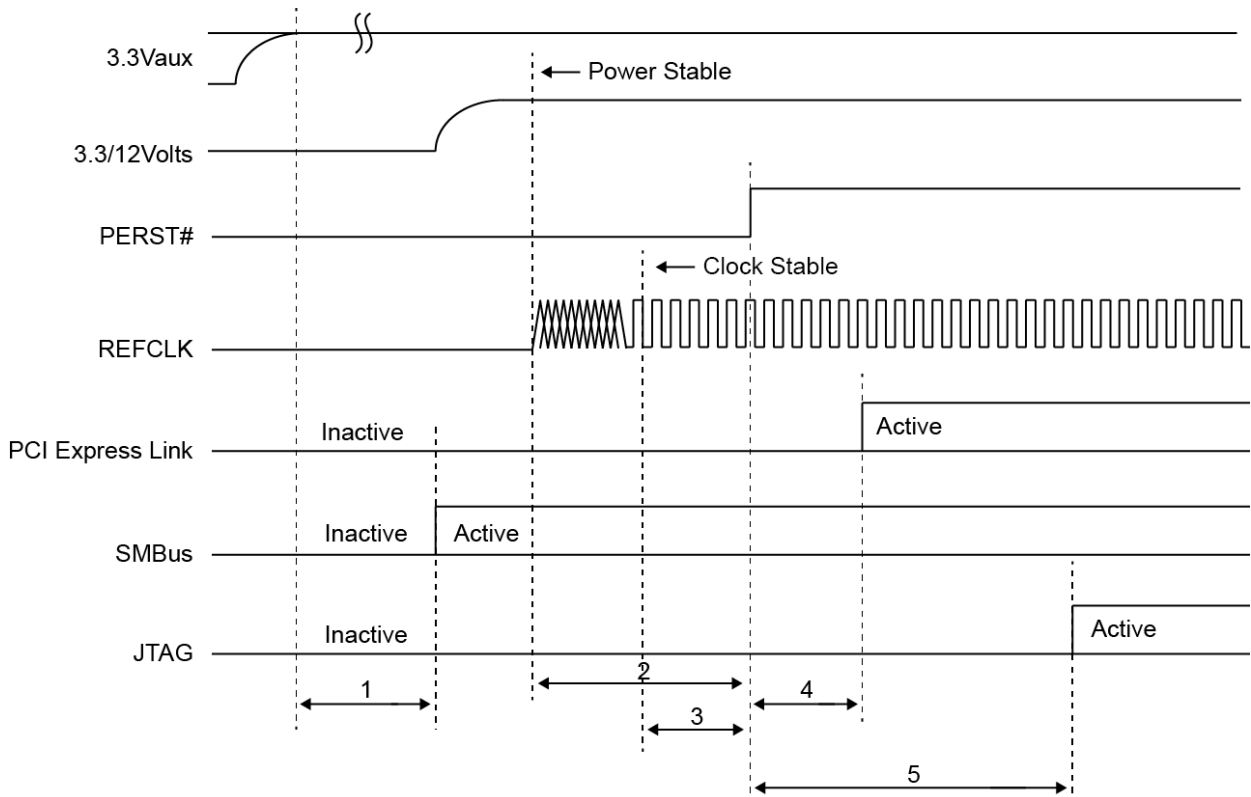 3.3Vaux
Power Stable
3.3/12Volts
PERST#
Clock Stable
REFCLK
Inactive
Active
PCI Express Link
Inactive
Active
SMBus
Inactive
Active
JTAG
1
2
4
3
5